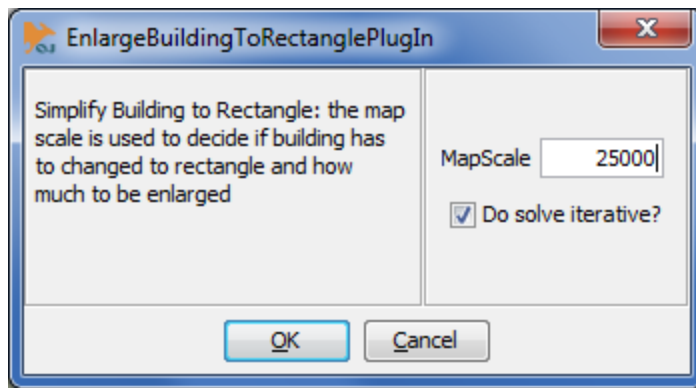 EnlargeBuildingToRectanglePlugIn
Simplify Building to Rectangle: the map
scale is used to decide if building has
to changed to rectangle and how
much to be enlarged
MapScale 25000
Do solve iterative?
OK Cancel